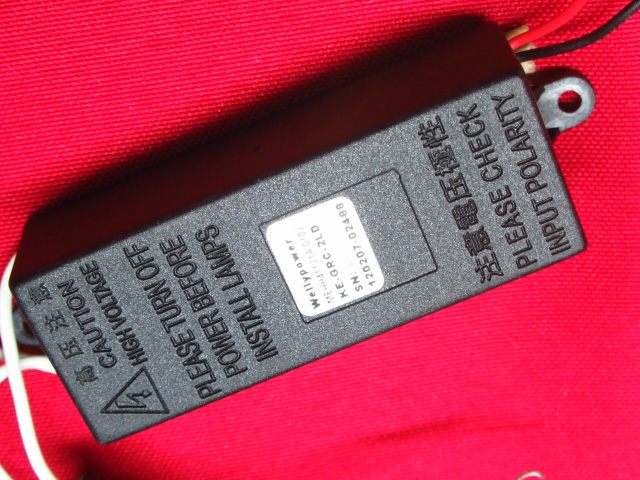 高压注意
CAUTION
HIGH VOLTAGE
PLEASE TURN OFF
POWER BEFORE
INSTALL LAMPS
Wellypower
KE-GRC-2LD
SN:
120207 02488
注意電压極性
PLEASE CHECK
INPUT POLARITY